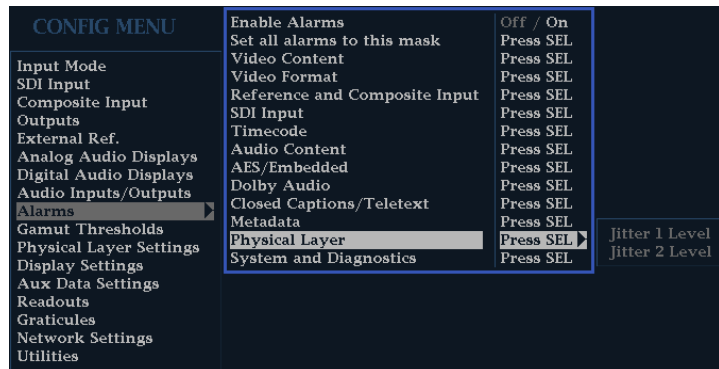 CONFIG MENU
Input Mode
SDI Input
Composite Input
Outputs
External Ref.
Analog Audio Displays
Digital Audio Displays
Audio Inputs/Outputs
Alarms
Gamut Thresholds
Physical Layer Settings
Display Settings
Aux Data Settings
Readouts
Graticules
Network Settings
Utilities
Enable Alarms Off / On
Set all alarms to this mask Press SEL
Video Content Press SEL
Video Format Press SEL
Reference and Composite Input Press SEL
SDI Input Press SEL
Timecode Press SEL
Audio Content Press SEL
AES/Embedded Press SEL
Dolby Audio Press SEL
Closed Captions/Teletext Press SEL
Metadata Press SEL
Physical Layer Press SEL
System and Diagnostics Press SEL
Jitter 1 Level
Jitter 2 Level